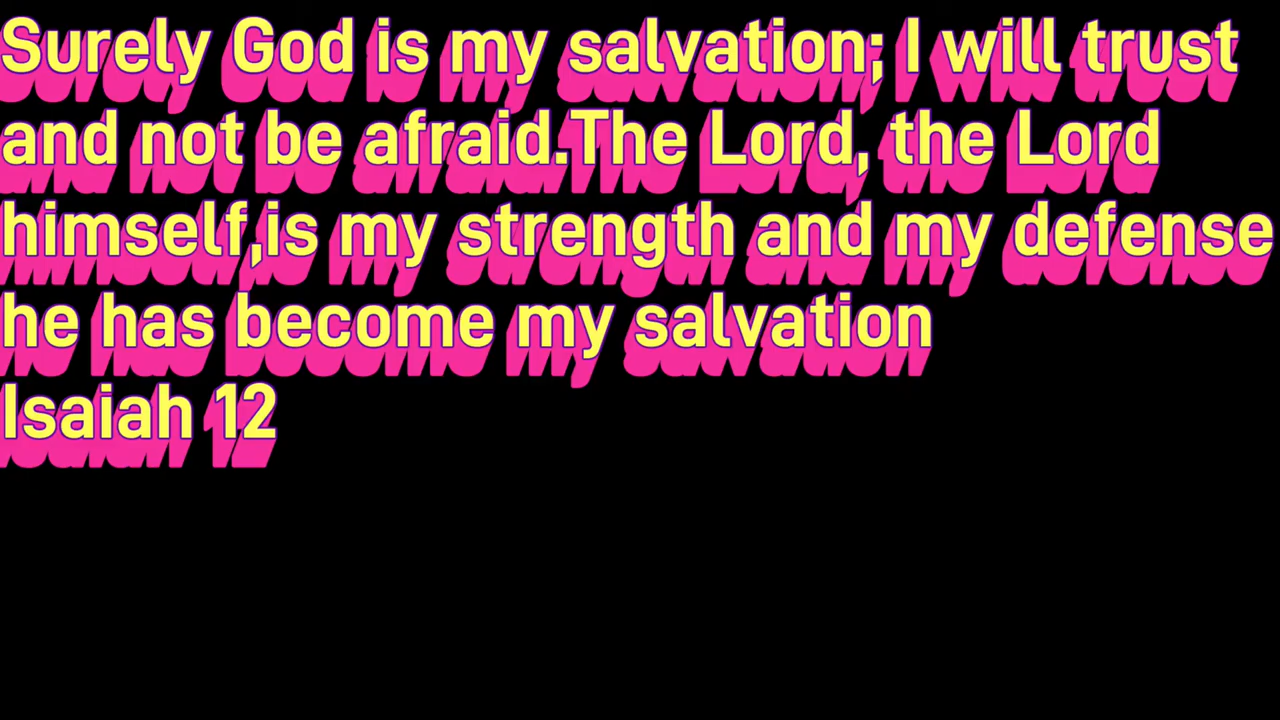 Surely God is my salvation; I will trust
and not be afraid.The Lord, the Lord
himself,is my strength and my defense
he has become my salvation
Isaiah 12